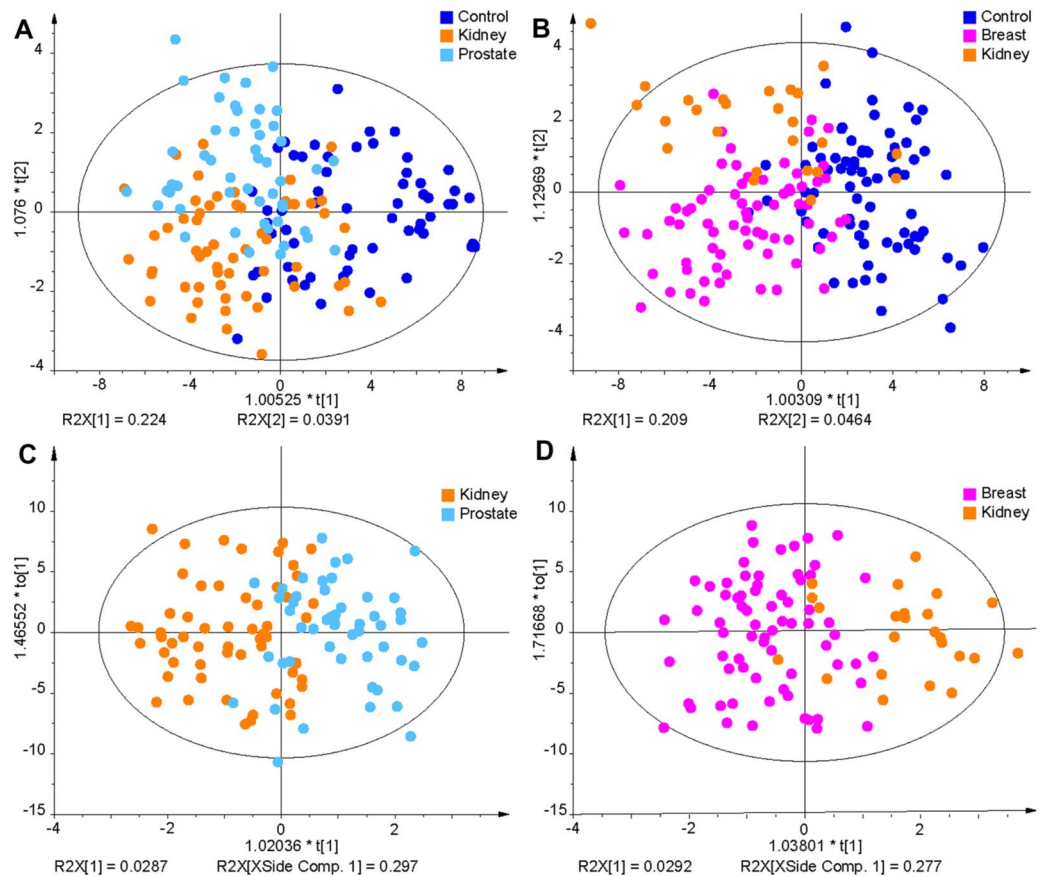 A
Control
Kidney
Prostate
4
2
0
-2
-4
1.076 * t[2]
-8
-4
0
4
8
1.00525 * t[1]
R2X[1] = 0.224
R2X[2] = 0.0391
B
Control
Breast
Kidney
4
2
0
-2
-4
1.12969 * t[2]
-8
-4
0
4
8
1.00309 * t[1]
R2X[1] = 0.209
R2X[2] = 0.0464
C
Kidney
Prostate
10
5
0
-5
-10
-15
1.46552 * to[1]
-4
-2
0
2
1.02036 * t[1]
R2X[1] = 0.0287
R2X[XSide Comp. 1] = 0.297
D
Breast
Kidney
10
5
0
-5
-10
-15
1.71668 * to[1]
-4
-2
0
2
1.03801 * t[1]
R2X[1] = 0.0292
R2X[XSide Comp. 1] = 0.277